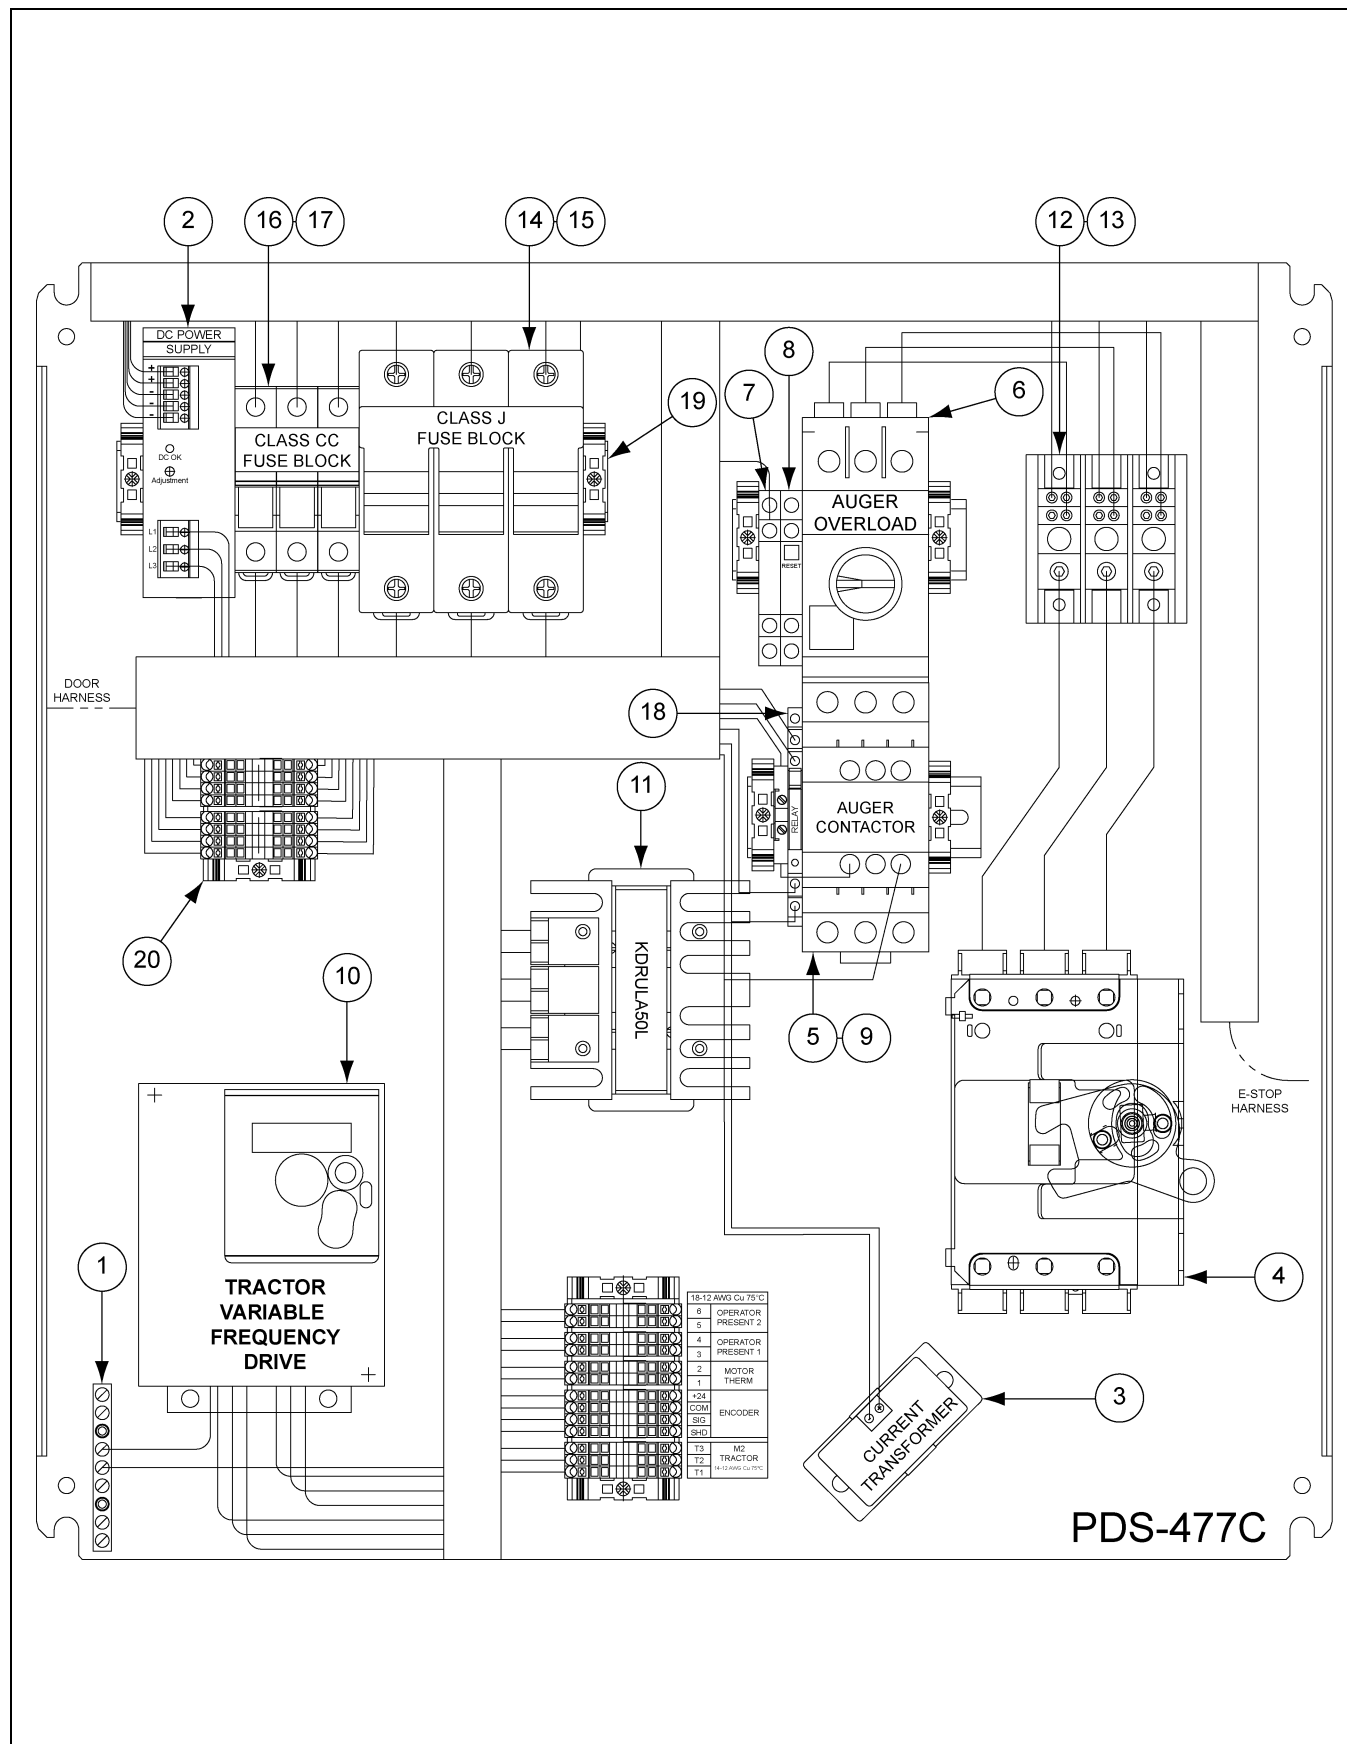 2
16
17
14
15
12
13
8
7
6
19
DC POWER
SUPPLY
+
+
-
-
-
DC OK
Adjustment
L1
L2
L3
CLASS CC
FUSE BLOCK
CLASS J
FUSE BLOCK
AUGER
OVERLOAD
RESET
DOOR
HARNESS
18
11
RELAY
AUGER
CONTACTOR
20
10
KDRULA50L
5
9
E-STOP
HARNESS
1
4
TRACTOR
VARIABLE
FREQUENCY
DRIVE
18-12 AWG Cu 75°C
6
OPERATOR
PRESENT 2
5
4
OPERATOR
PRESENT 1
3
2
MOTOR
THERM
1
+24
COM
ENCODER
SIG
SHD
T3
M2
TRACTOR
T2
14-12 AWG Cu 75°C
T1
3
CURRENT
TRANSFORMER
PDS-477C